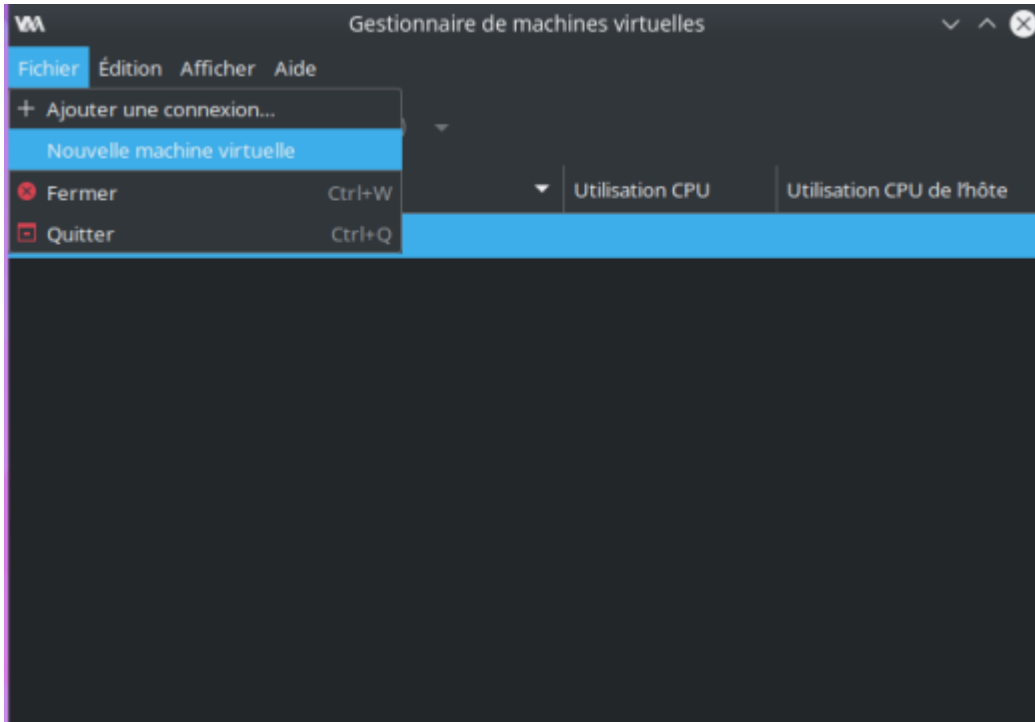 Gestionnaire de machines virtuelles
Fichier Édition Afficher Aide
+ Ajouter une connexion...
Nouvelle machine virtuelle
Fermer Ctrl+W
Utilisation CPU Utilisation CPU de l'hôte
Quitter Ctrl+Q